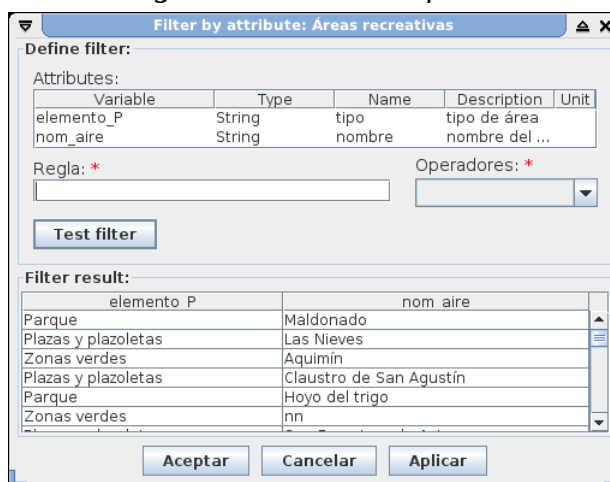 Filter by attribute: Áreas recreativas
Define filter:
Attributes:
Variable Type Name Description Unit
elemento_P String tipo tipo de área
nom_aire String nombre nombre del ...
Regla: * Operadores: *
Test filter
Filter result:
elemento_P nom_aire
Parque Maldonado
Plazas y plazoletas Las Nieves
Zonas verdes Aquimín
Plazas y plazoletas Claustro de San Agustín
Parque Hoyo del trigo
Zonas verdes nn
Aceptar Cancelar Aplicar